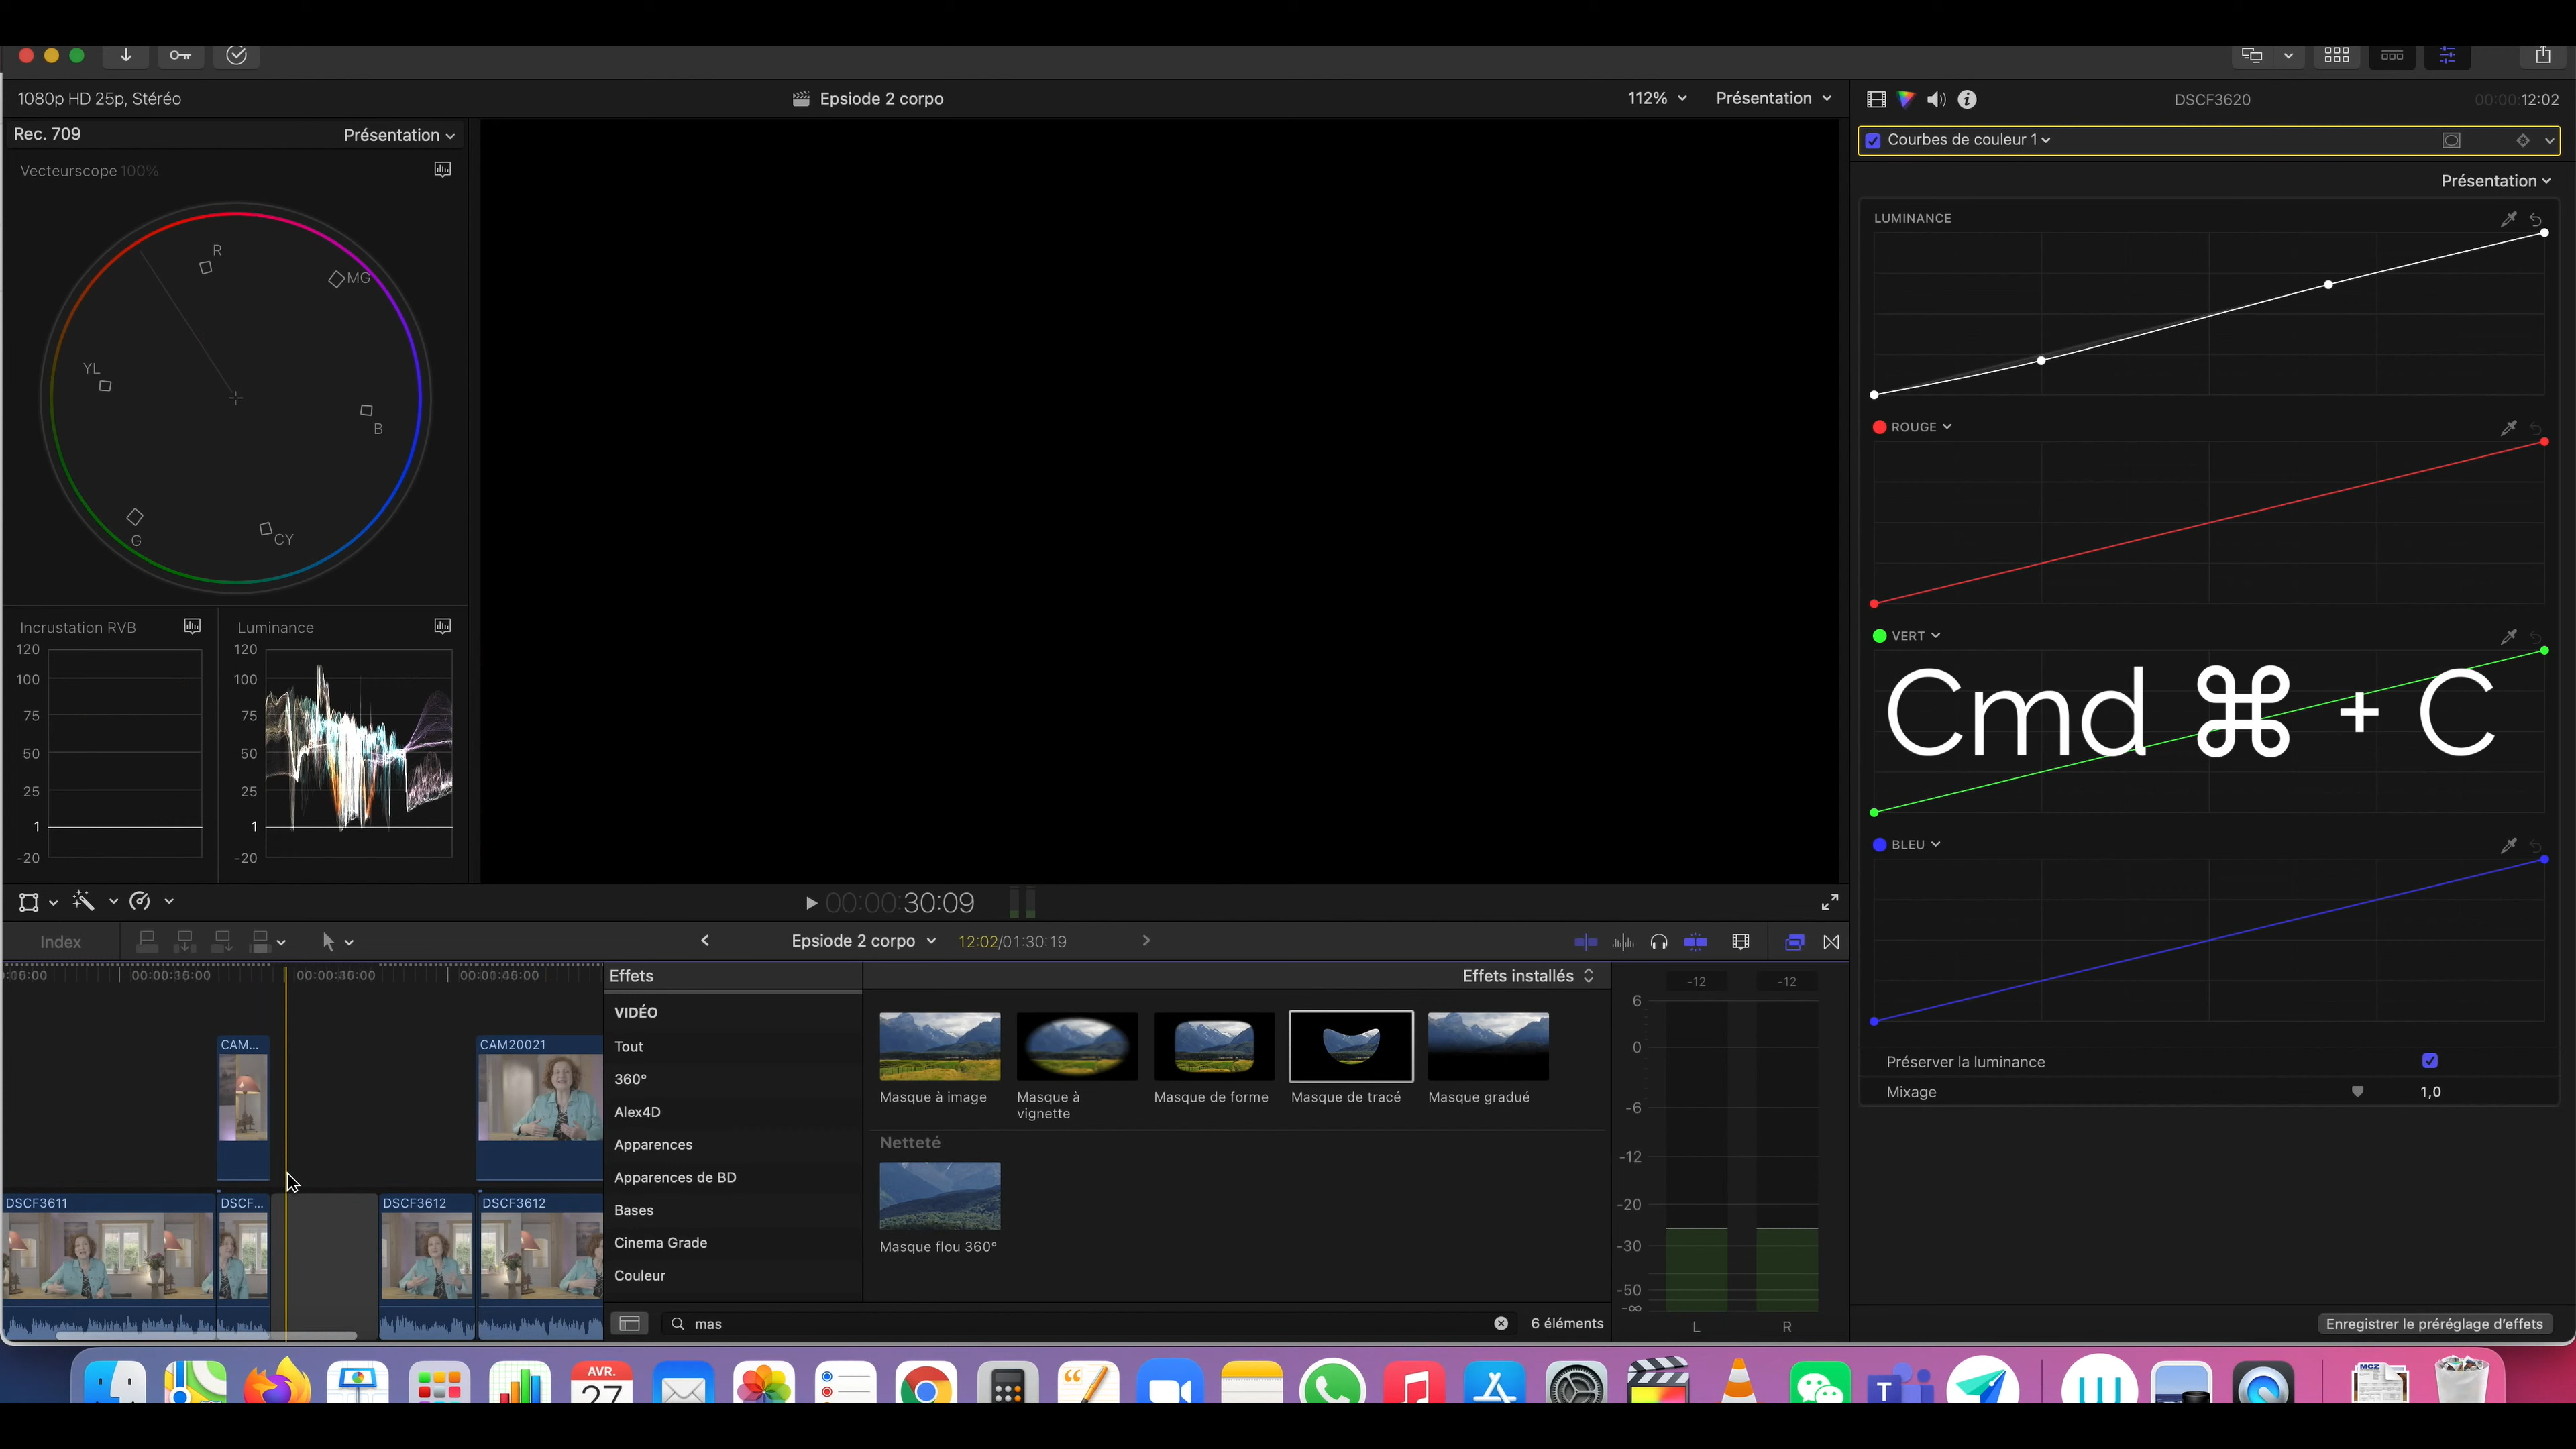 1080p HD 25p, Stéréo
Epsiode 2 corpo
112%
Présentation
DSCF3620
00:00:12:02
Rec. 709
Présentation
Courbes de couleur 1
Vecteurscope 100%
Présentation
R
MG
YL
B
G
CY
LUMINANCE
ROUGE
VERT
BLEU
Cmd ⌘ + C
Incrustation RVB
120
100
75
50
25
1
-20
Luminance
120
100
75
50
25
1
-20
00:00:30:09
Index
Epsiode 2 corpo
12:02/01:30:19
00:00:35:00
00:00:45:00
Effets
Effets installés
VIDÉO
Tout
360°
Alex4D
Apparences
Apparences de BD
Bases
Cinema Grade
Couleur
Masque à image
Masque à
vignette
Masque de forme
Masque de tracé
Masque gradué
Netteté
Masque flou 360°
mas
6 éléments
CAM...
CAM20021
DSCF3611
DSCF...
DSCF3612
DSCF3612
-12
-12
6
0
-6
-12
-20
-30
-50
-∞
L
R
Préserver la luminance
Mixage
1,0
Enregistrer le préréglage d'effets
AVR.
27
T
MCZ